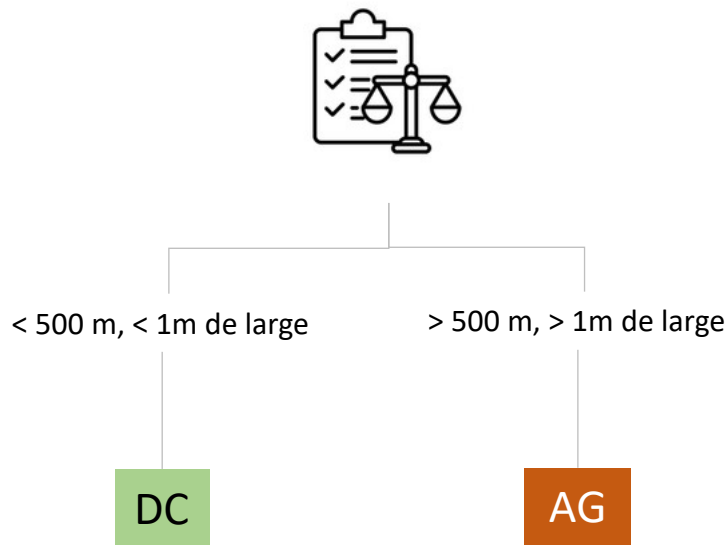 < 500 m, < 1m de large
> 500 m, > 1m de large
DC
AG